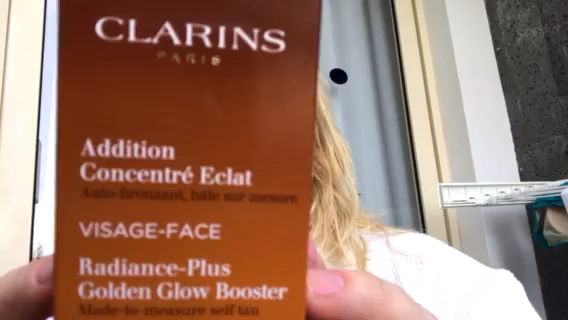 CLARINS
PARIS
Addition
Concentré Eclat
Auto-bronzant, hâle sur mesure
VISAGE-FACE
Radiance-Plus
Golden Glow Booster
Made-to-measure self tan